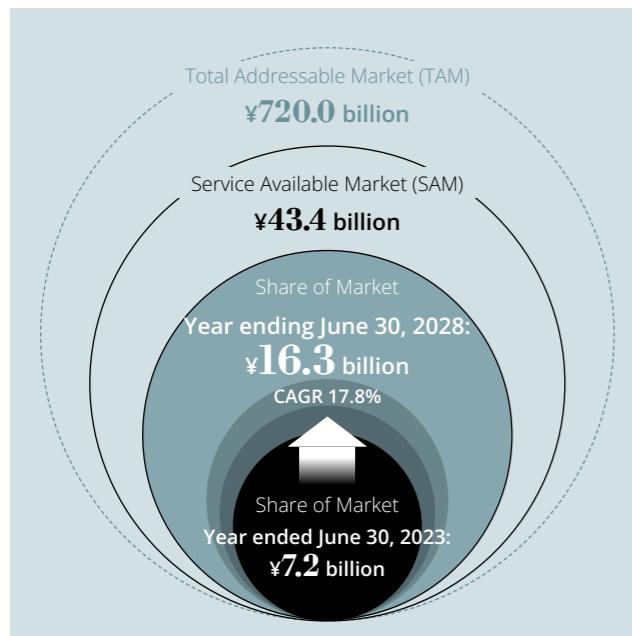 Total Addressable Market (TAM)
¥720.0 billion
Service Available Market (SAM)
¥43.4 billion
Share of Market
Year ending June 30, 2028:
¥16.3 billion
CAGR 17.8%
Share of Market
Year ended June 30, 2023:
¥7.2 billion